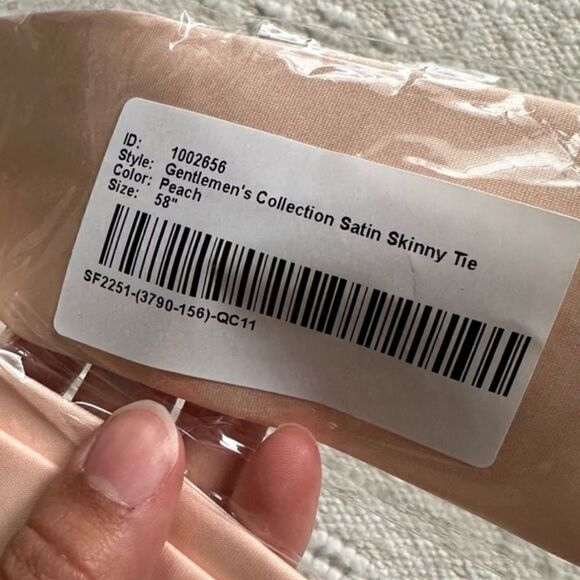 ID: 1002656
Style: Gentlemen's Collection Satin Skinny Tie
Color: Peach
Size: 58"
SF2251-(3790-156)-QC11